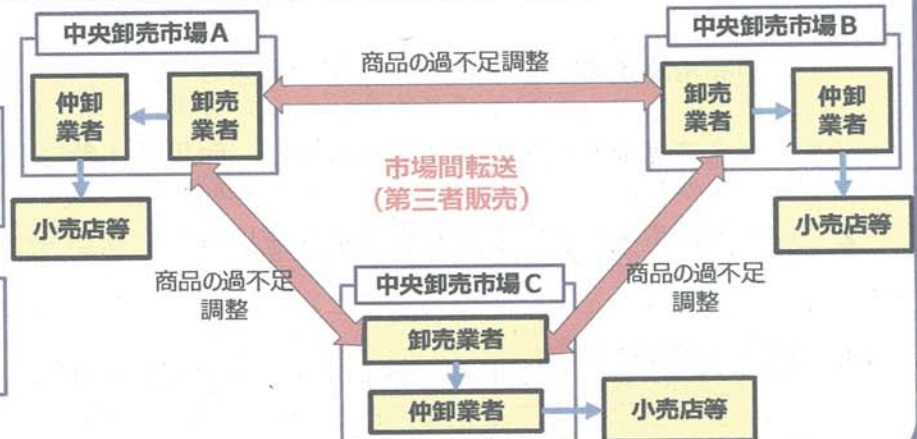 中央卸売市場A
中央卸売市場B
商品の過不足調整
仲卸
業者
卸売
業者
卸売
業者
仲卸
業者
市場間転送
(第三者販売)
小売店等
小売店等
商品の過不足
調整
中央卸売市場C
商品の過不足
調整
卸売業者
仲卸業者
小売店等